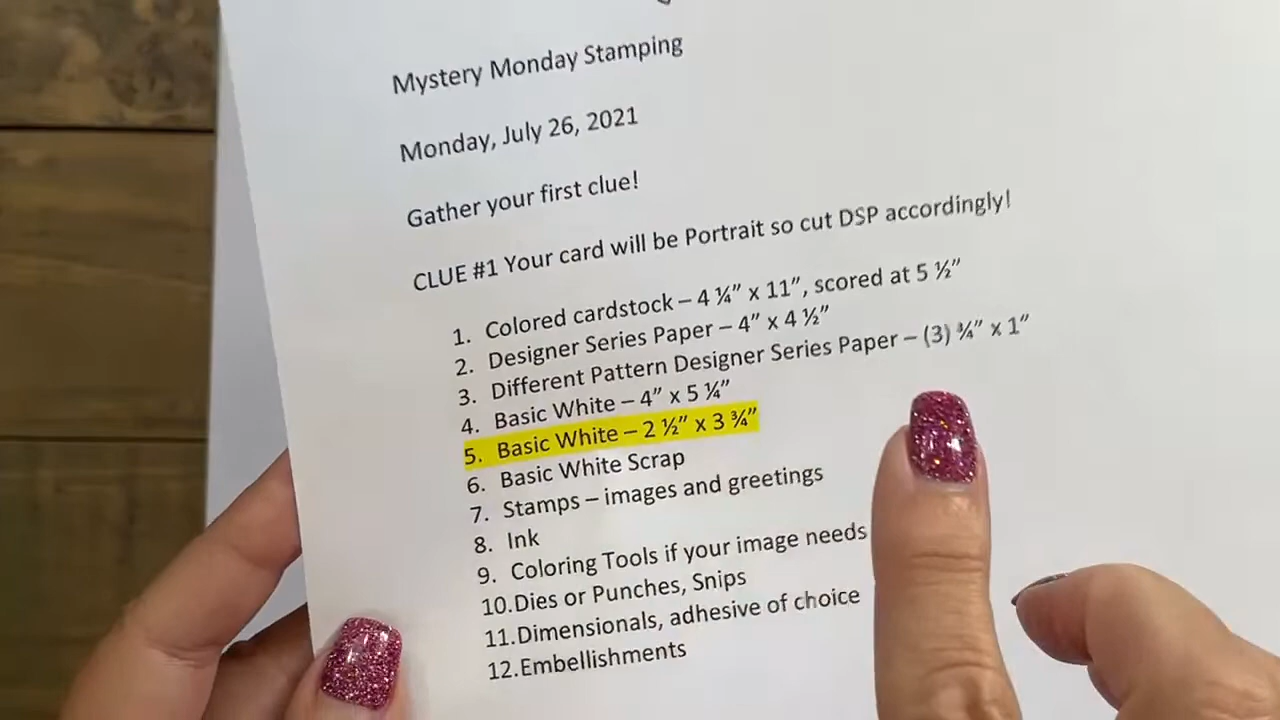 Mystery Monday Stamping
Monday, July 26, 2021
Gather your first clue!
CLUE #1 Your card will be Portrait so cut DSP accordingly!
1. Colored cardstock – 4 ¼” x 11”, scored at 5 ½”
2. Designer Series Paper – 4” x 4 ½”
3. Different Pattern Designer Series Paper – (3) ¾” x 1”
4. Basic White – 4” x 5 ¼”
5. Basic White – 2 ½” x 3 ¾”
6. Basic White Scrap
7. Stamps – images and greetings
8. Ink
9. Coloring Tools if your image needs
10.Dies or Punches, Snips
11.Dimensionals, adhesive of choice
12.Embellishments